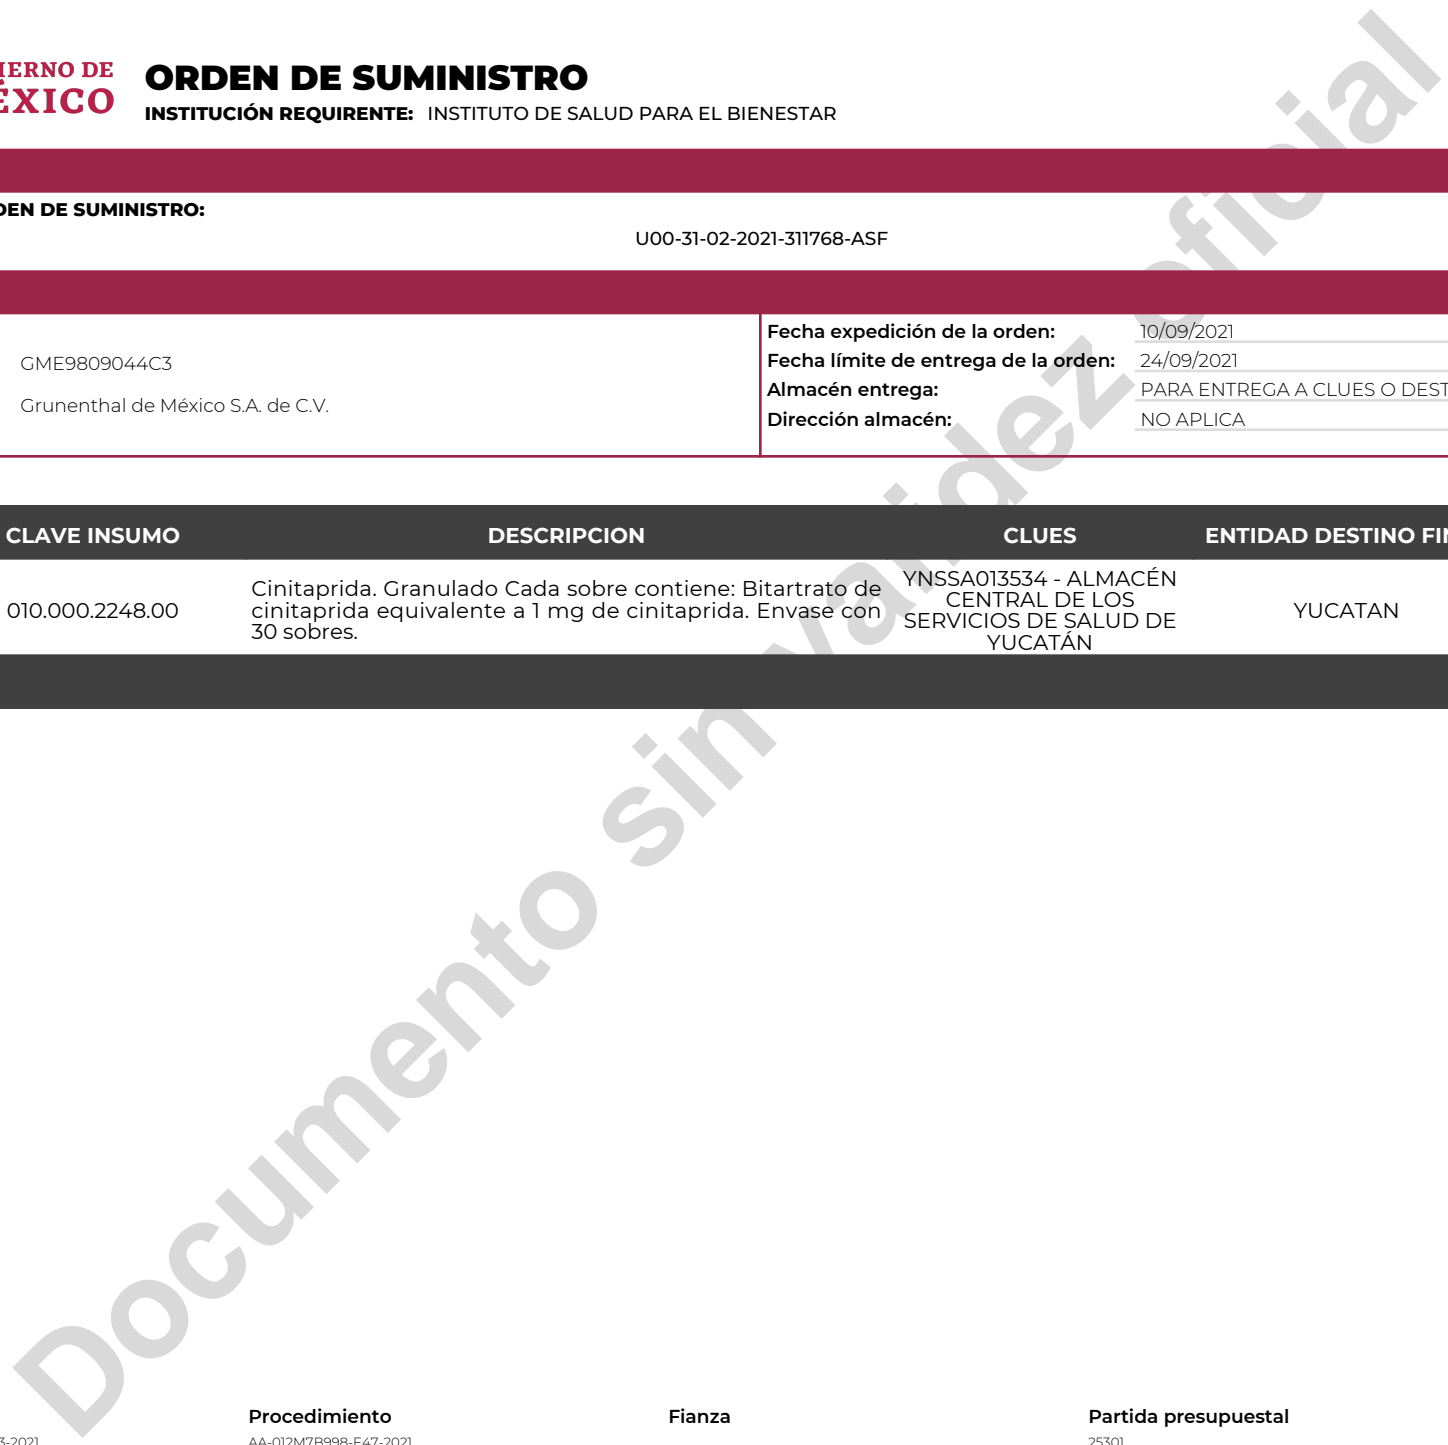 ORDEN DE SUMINISTRO
INSTITUCIÓN REQUIRENTE: INSTITUTO DE SALUD PARA EL BIENESTAR
DE
DE SUMINISTRO:
U00-31-02-2021-311768-ASF
GME9809044C3
Grunenthal de México S.A. de C.V.
Fecha expedición de la orden: 10/09/2021
Fecha límite de entrega de la orden: 24/09/2021
Almacén entrega: PARA ENTREGA A CLUES O
Dirección almacén: NO APLICA
CLAVE INSUMO DESCRIPCION CLUES ENTIDAD DESTINO
010.000.2248.00
Cinitaprida. Granulado Cada sobre contiene: Bitartrato de
cinitaprida equivalente a 1 mg de cinitaprida. Envase con
30 sobres.
YNSSA013534 - ALMACÉN
CENTRAL DE LOS
SERVICIOS DE SALUD DE
YUCATÁN
YUCATAN
Documento sin validez oficial
Procedimiento Fianza Partida presupuestal
AA-012M7B998-E47-2021 25301